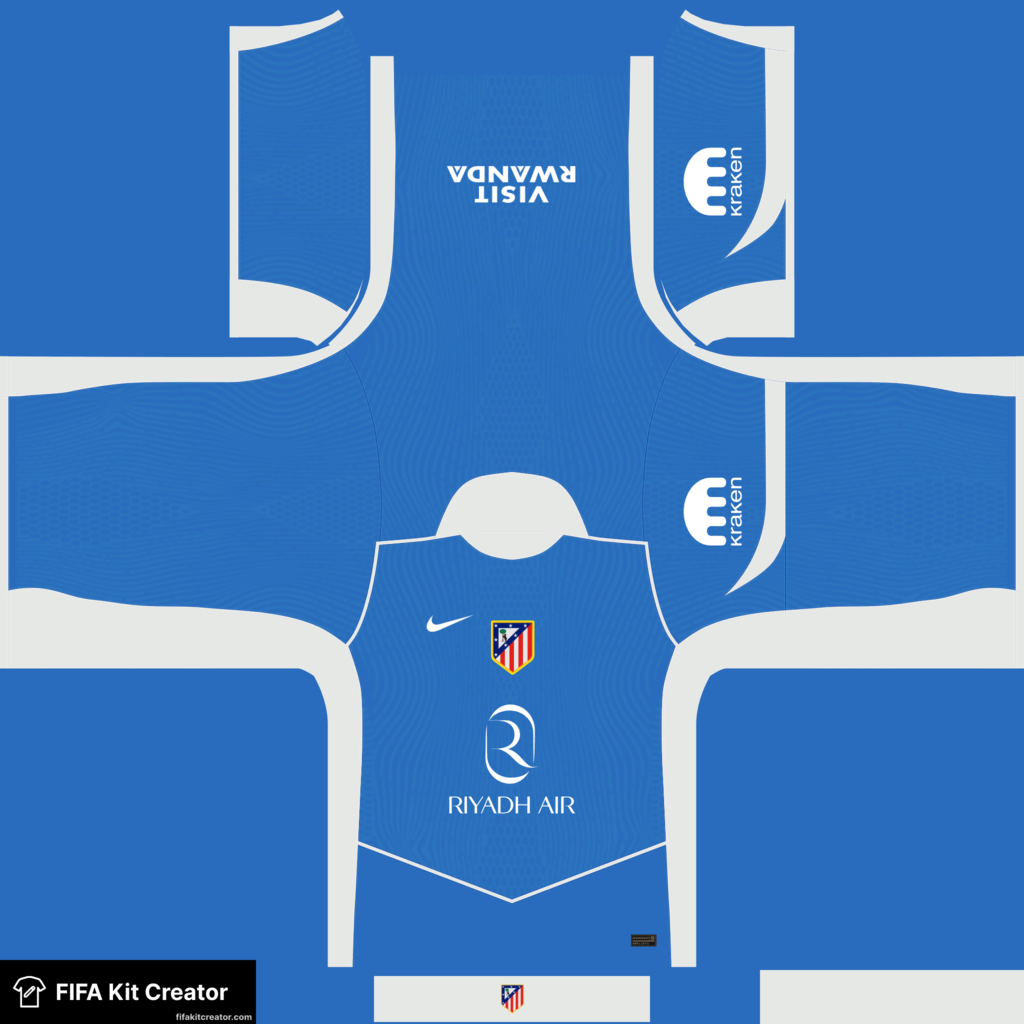 VISIT
RWANDA
kraken
kraken
RIYADH AIR
FIFA Kit Creator
fifakitcreator.com